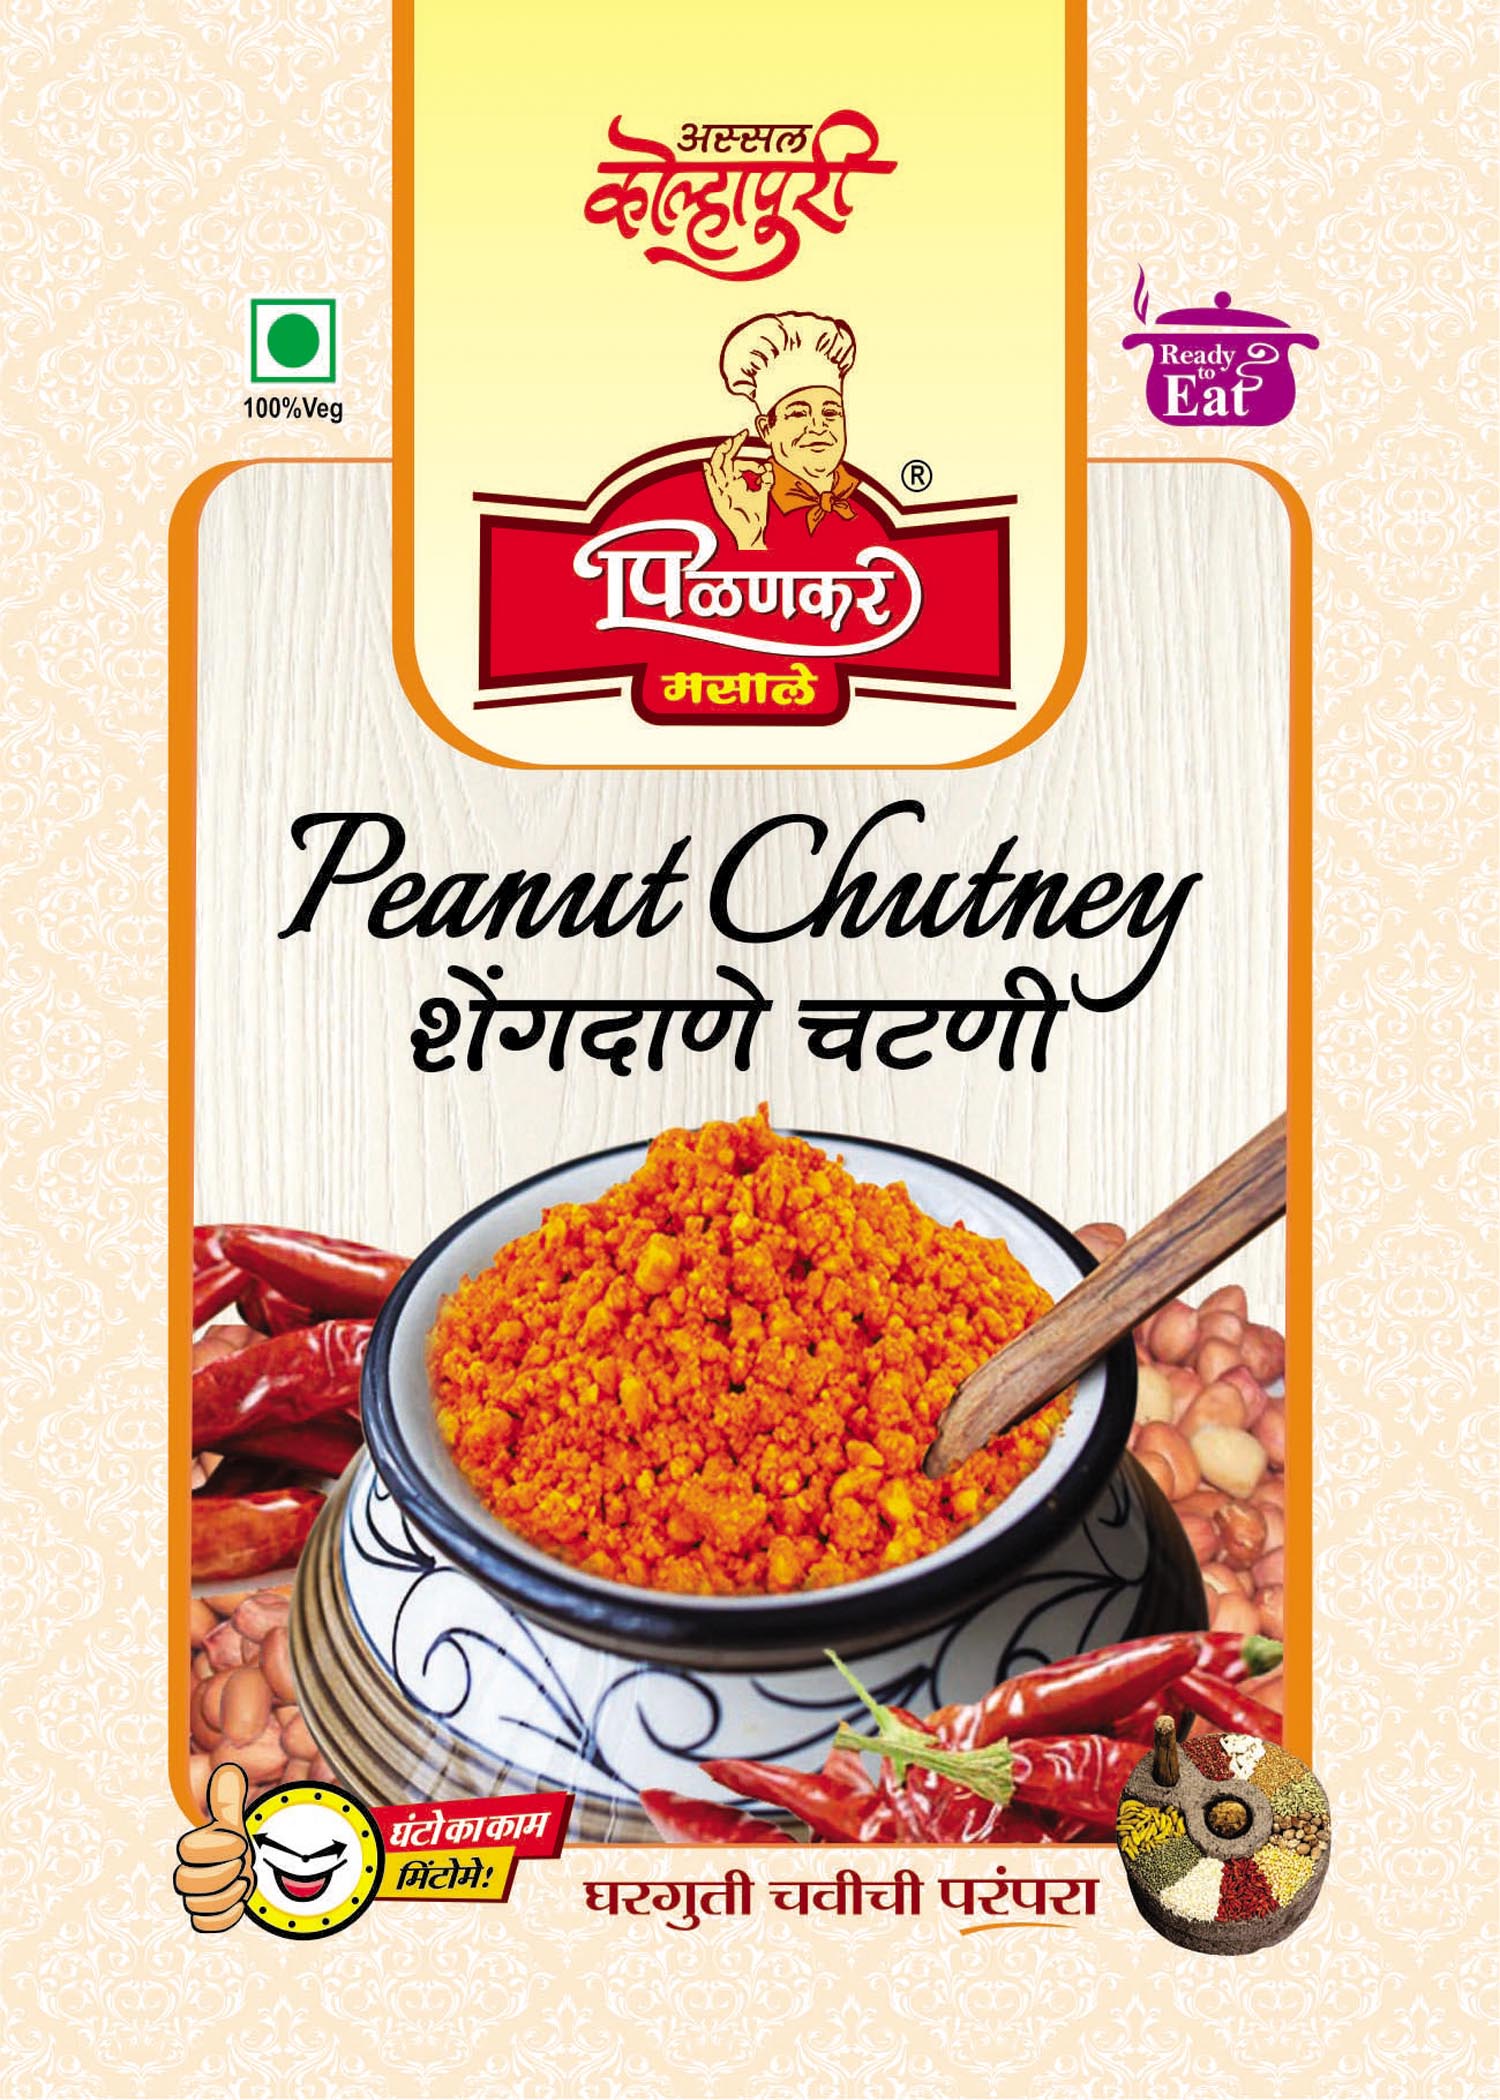 अस्सल
कोल्हापुरी
100%Veg
Ready
to
Eat
®
पिळणकर
मसाले
Peanut Chutney
शेंगदाणे चटणी
घंटो का काम
मिंटोमे!
घरगुती चवीची परंपरा